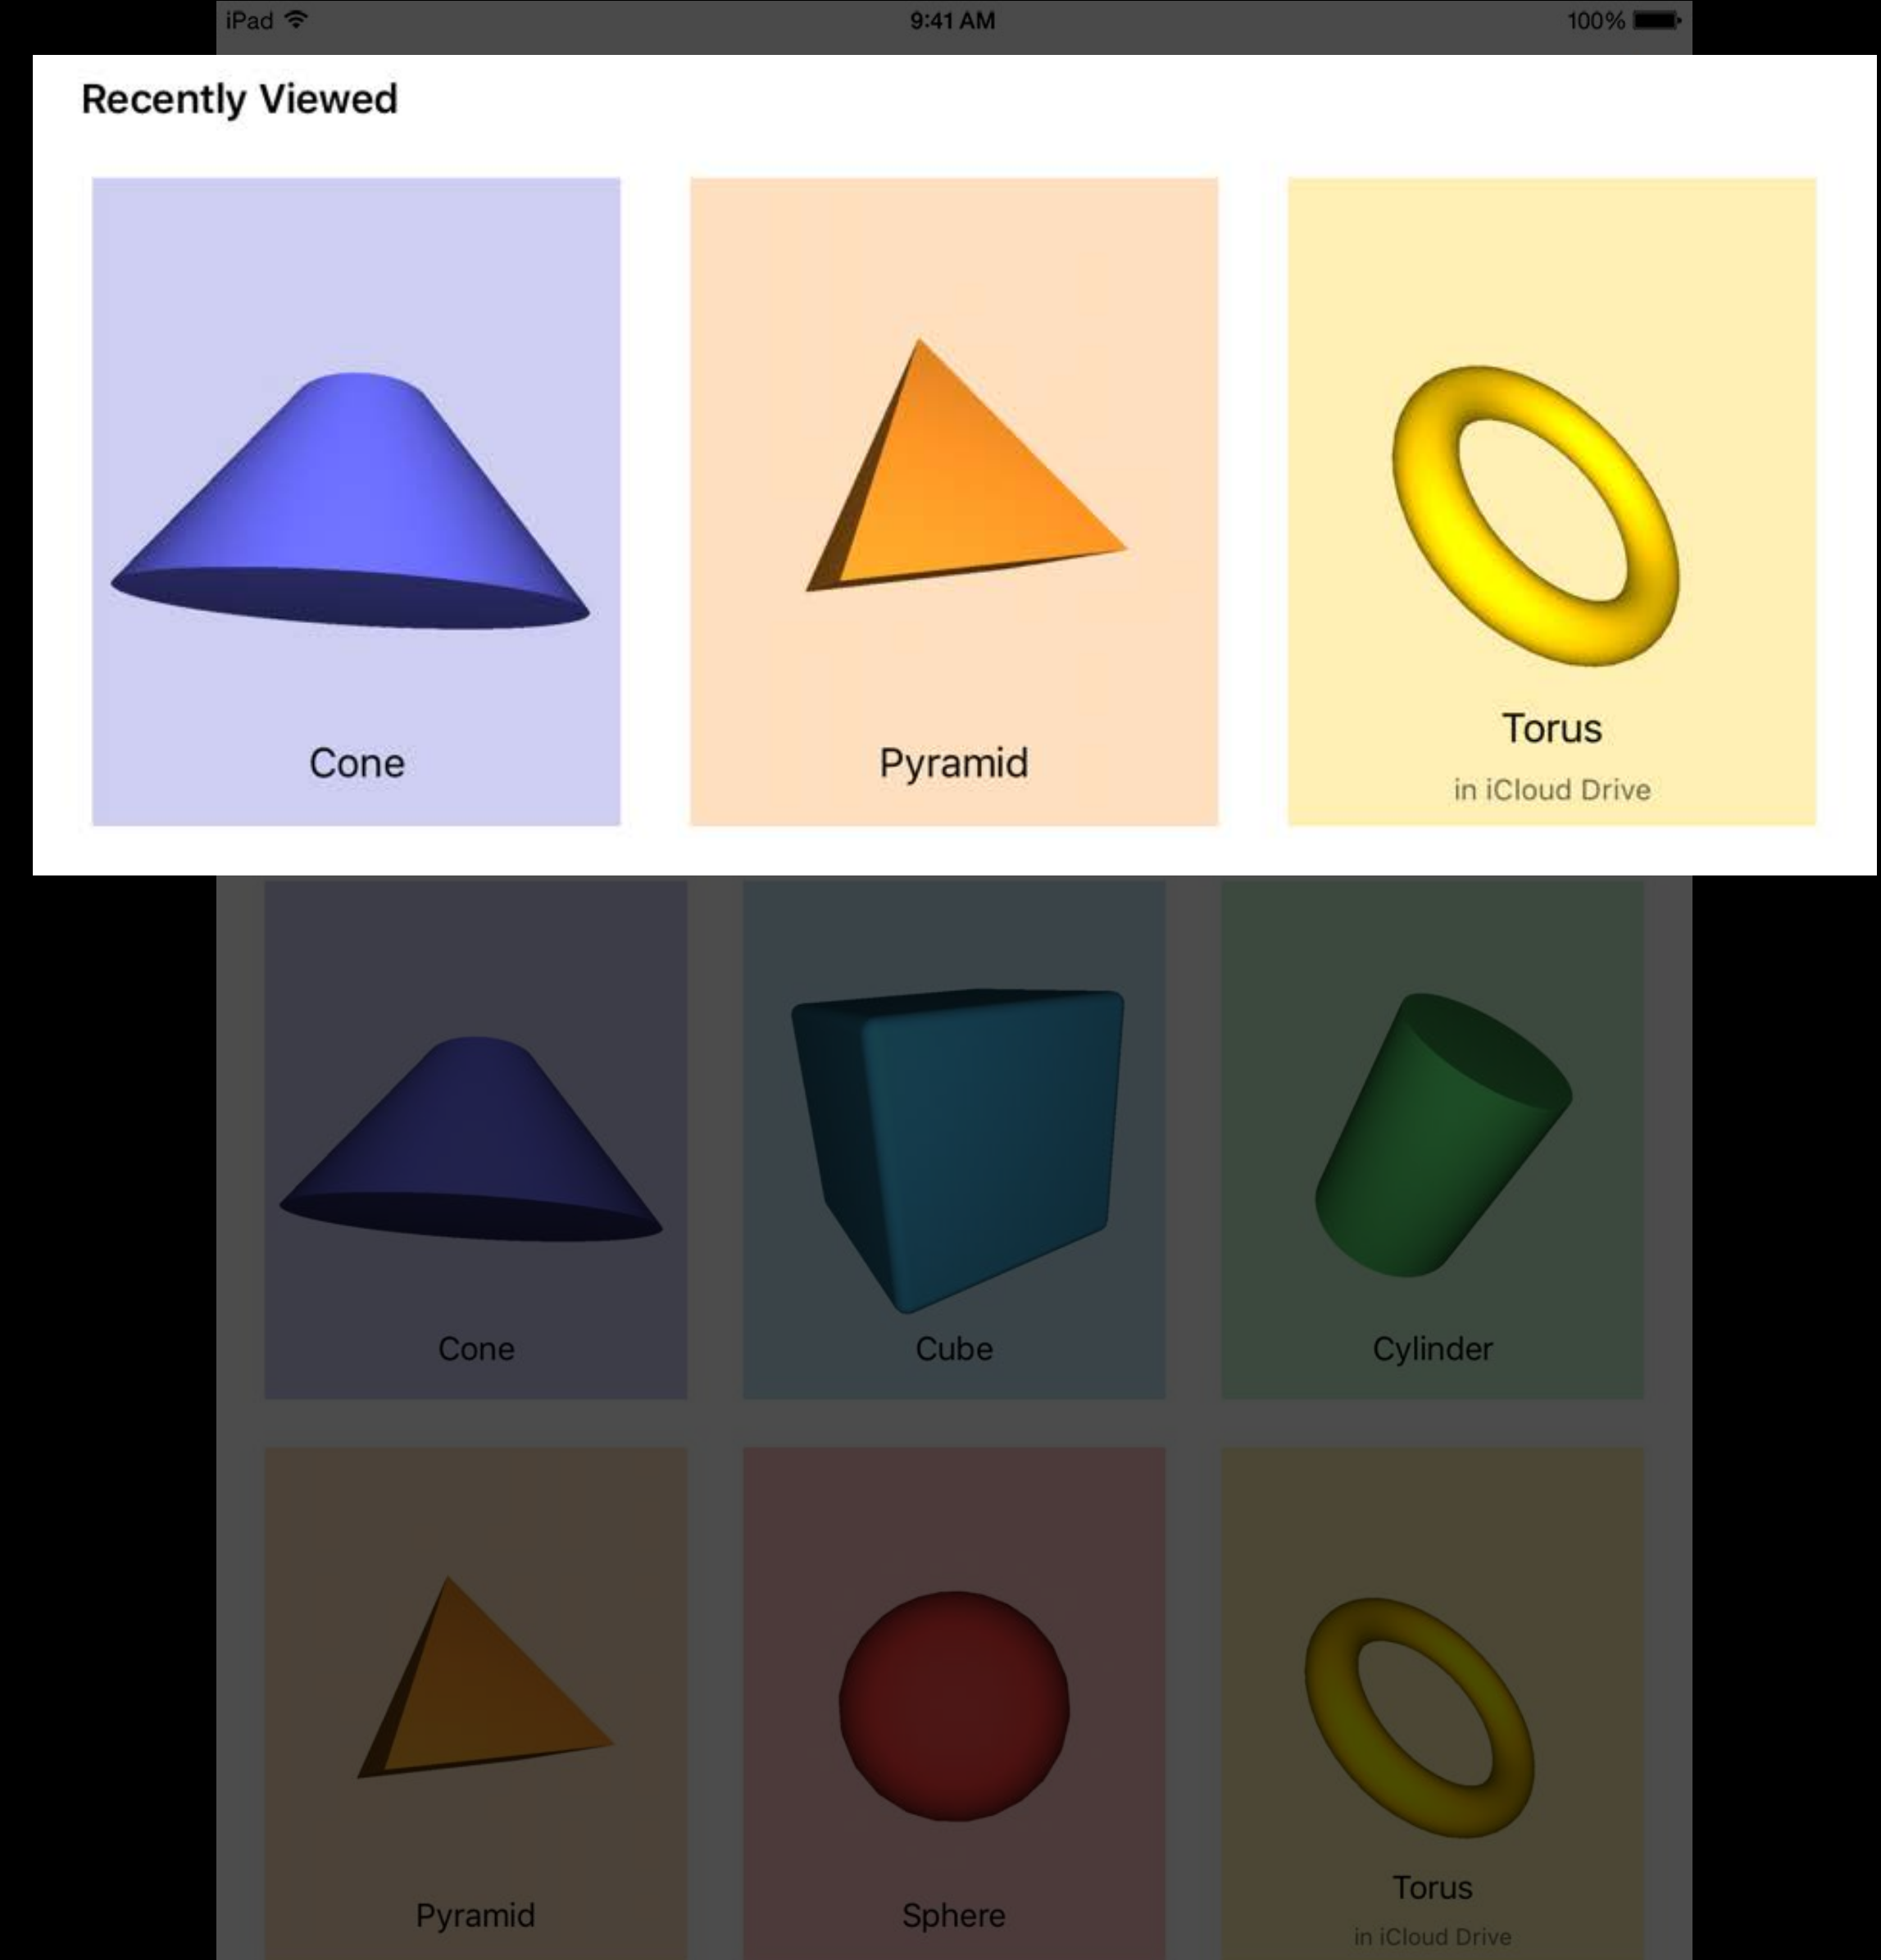 iPad 9:41 AM 100%
Recently Viewed
Cone Pyramid Torus
in iCloud Drive
Cone Cube Cylinder
Pyramid Sphere Torus
in iCloud Drive